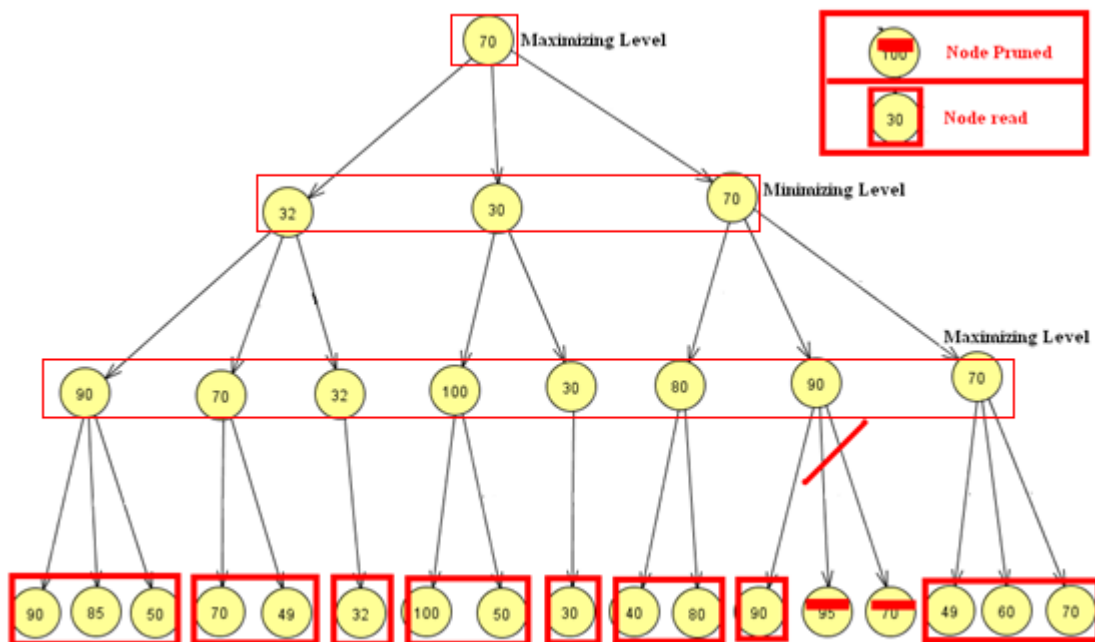 70 Maximizing Level
100 Node Pruned
30 Node read
32 30 70 Minimizing Level
Maximizing Level
90 70 32 100 30 80 90 70
90 85 50 70 49 32 100 50 30 40 80 90 95 70 49 60 70